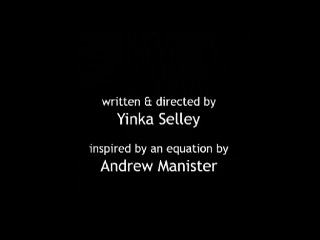 written & directed by
Yinka Selley
inspired by an equation by
Andrew Manister